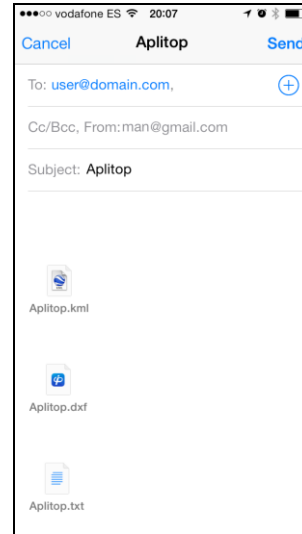 vodafone ES 20:07
Cancel Aplitop Send
To: user@domain.com,
Cc/Bcc, From:man@gmail.com
Subject: Aplitop
Aplitop.kml
Aplitop.dxf
Aplitop.txt